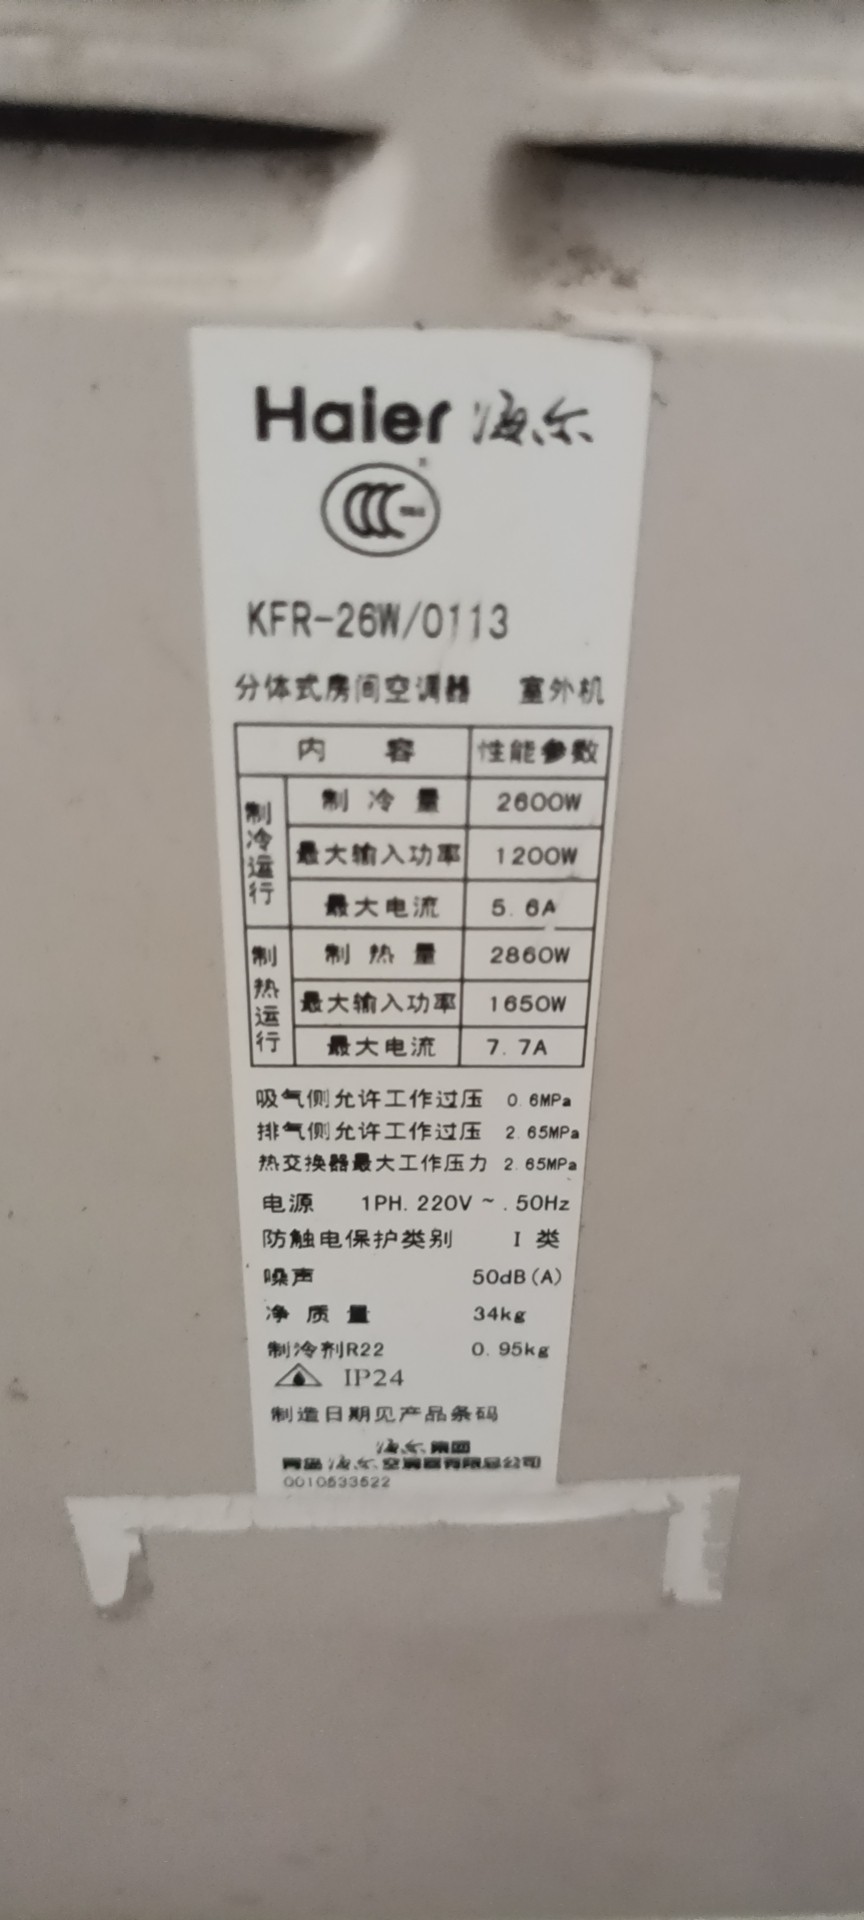 Haier 海尔
KFR-26W/0113
分体式房间空调器 室外机
内 容 性能参数
制冷运行
制冷量 2600W
最大输入功率 1200W
最大电流 5.6A
制热运行
制热量 2860W
最大输入功率 1650W
最大电流 7.7A
吸气侧允许工作过压 0.6MPa
排气侧允许工作过压 2.65MPa
热交换器最大工作压力 2.65MPa
电源 1PH.220V~.50Hz
防触电保护类别 I 类
噪声 50dB(A)
净质量 34kg
制冷剂R22 0.95kg
IP24
制造日期见产品条码
海尔集团
青岛海尔空调器有限总公司
0010533522